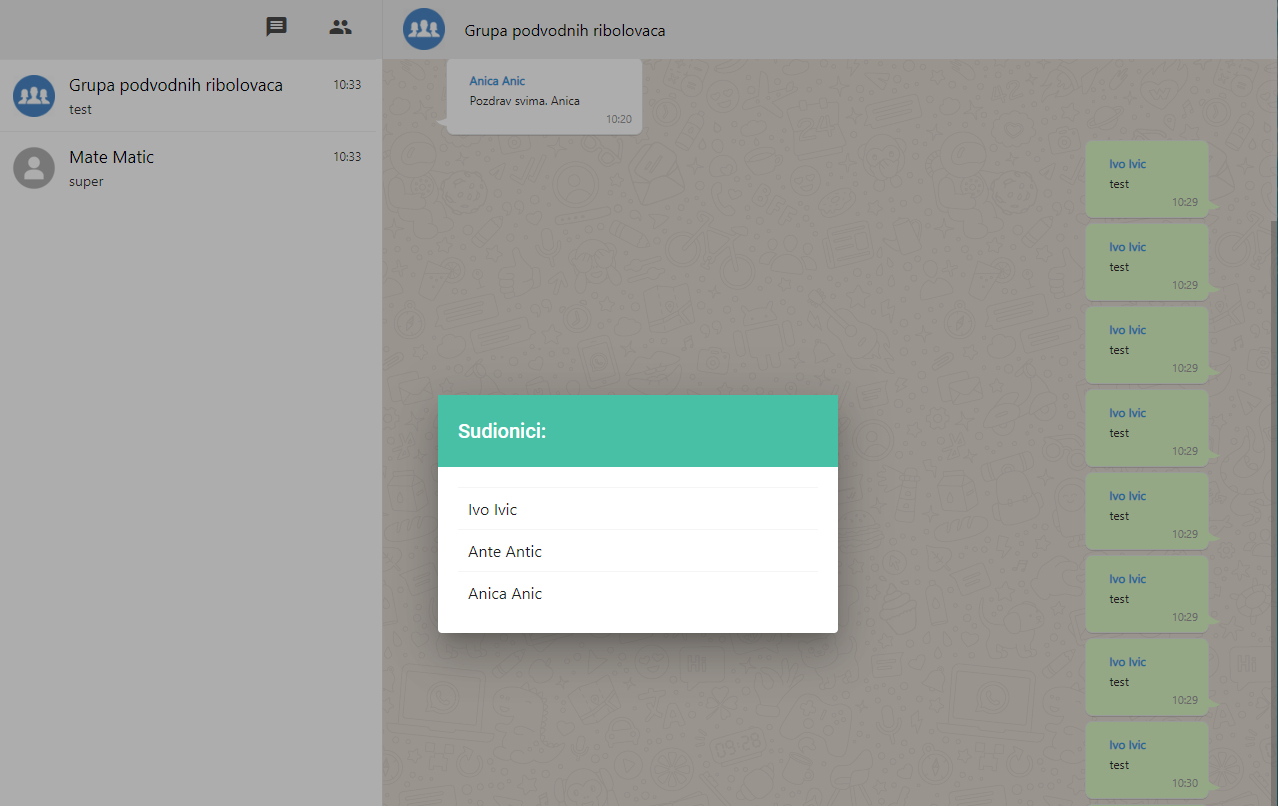 Grupa podvodnih ribolovaca 10:33
test
Mate Matic 10:33
super
Grupa podvodnih ribolovaca
Anica Anic
Pozdrav svima. Anica
10:20
Ivo Ivic
test
10:29
Ivo Ivic
test
10:29
Ivo Ivic
test
10:29
Ivo Ivic
test
10:29
Ivo Ivic
test
10:29
Ivo Ivic
test
10:29
Ivo Ivic
test
10:29
Ivo Ivic
test
10:30
Sudionici:
Ivo Ivic
Ante Antic
Anica Anic